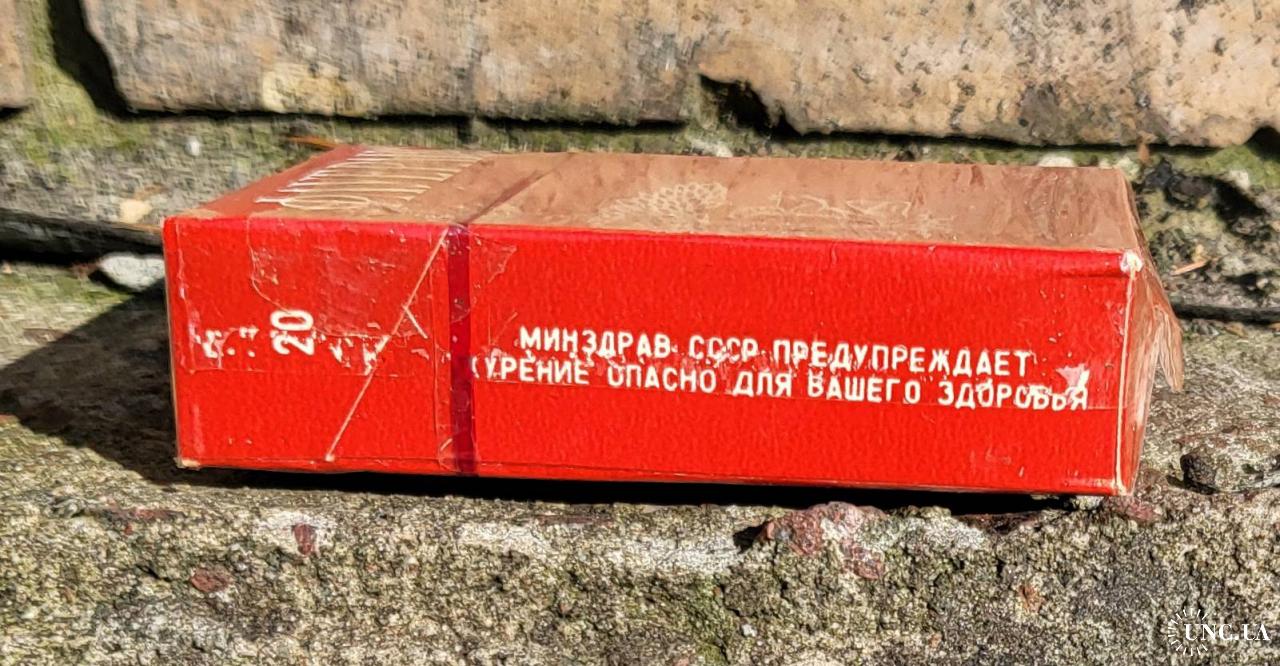 20
МИНЗДРАВ СССР ПРЕДУПРЕЖДАЕТ
КУРЕНИЕ ОПАСНО ДЛЯ ВАШЕГО ЗДОРОВЬЯ
UNC.UA